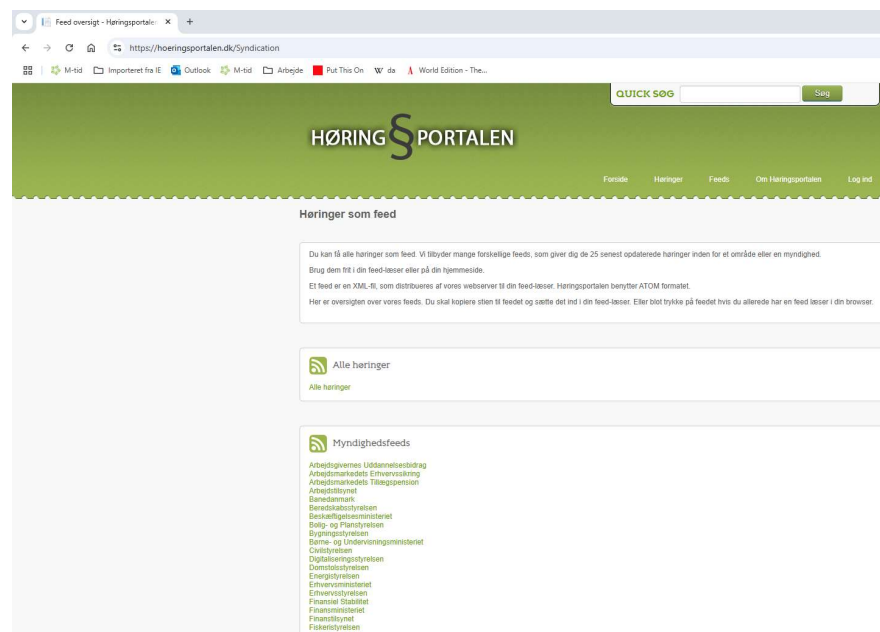 Feed oversigt - Høringsportalen
https://hoeringsportalen.dk/Syndication
M-tid Importeret fra IE Outlook M-tid Arbejde Put This On W da World Edition - The...
QUICK SØG Søg
HØRING§PORTALEN
Forside Høringer Feeds Om Høringsportalen Log ind
Høringer som feed
Du kan få alle høringer som feed. Vi tilbyder mange forskellige feeds, som giver dig de 25 senest opdaterede høringer inden for et område eller en myndighed.
Brug dem frit i din feed-læser eller på din hjemmeside.
Et feed er en XML-fil, som distribueres af vores webserver til din feed-læser. Høringsportalen benytter ATOM formatet.
Her er oversigten over vores feeds. Du skal kopiere stien til feedet og sætte det ind i din feed-læser. Eller blot trykke på feedet hvis du allerede har en feed læser i din browser.
Alle høringer
Alle høringer
Myndighedsfeeds
Arbejdsgivernes Uddannelsesbidrag
Arbejdsmarkedets Erhvervssikring
Arbejdsmarkedets Tillægspension
Arbejdstilsynet
Banedanmark
Beredskabsstyrelsen
Beskæftigelsesministeriet
Bolig- og Planstyrelsen
Bygningsstyrelsen
Børne- og Undervisningsministeriet
Civilstyrelsen
Digitaliseringsstyrelsen
Domstolsstyrelsen
Energistyrelsen
Erhvervsministeriet
Erhvervsstyrelsen
Finansiel Stabilitet
Finansministeriet
Finanstilsynet
Fiskeristyrelsen